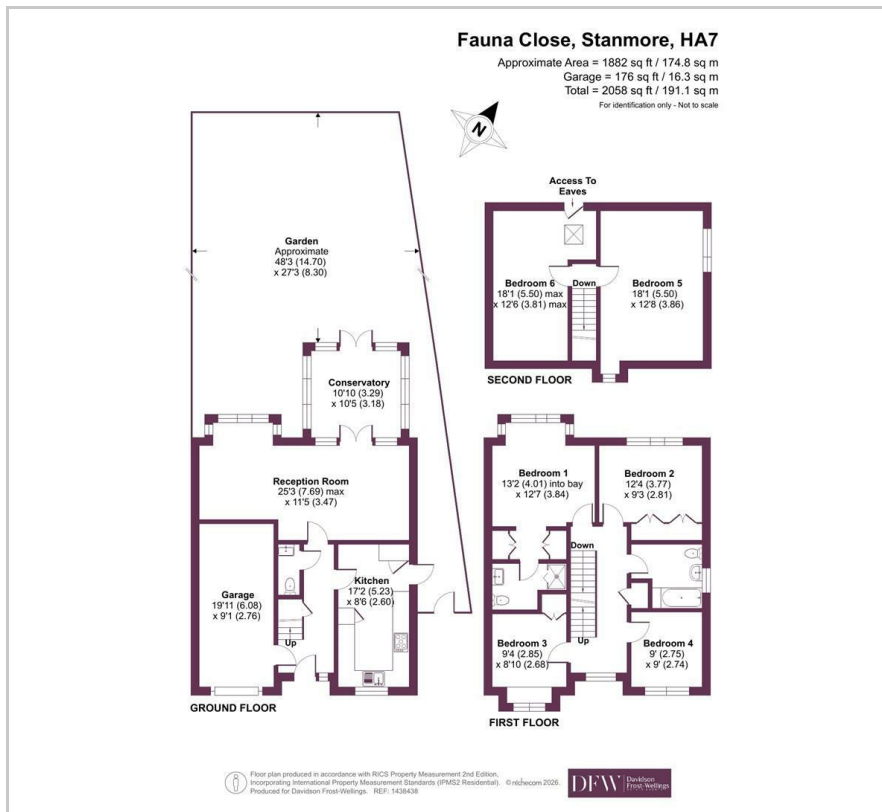 Fauna Close, Stanmore, HA7
Approximate Area = 1882 sq ft / 174.8 sq m
Garage = 176 sq ft / 16.3 sq m
Total = 2058 sq ft / 191.1 sq m
For identification only - Not to scale
N
Garden
Approximate
48'3 (14.70)
x 27'3 (8.30)
Conservatory
10'10 (3.29)
x 10'5 (3.18)
Reception Room
25'3 (7.69) max
x 11'5 (3.47)
Garage
19'11 (6.08)
x 9'1 (2.76)
Kitchen
17'2 (5.23)
x 8'6 (2.60)
Up
GROUND FLOOR
Access To
Eaves
Bedroom 6
18'1 (5.50) max
x 12'6 (3.81) max
Down
Bedroom 5
18'1 (5.50)
x 12'8 (3.86)
SECOND FLOOR
Bedroom 1
13'2 (4.01) into bay
x 12'7 (3.84)
Bedroom 2
12'4 (3.77)
x 9'3 (2.81)
Down
Up
Bedroom 3
9'4 (2.85)
x 8'10 (2.68)
Bedroom 4
9' (2.75)
x 9' (2.74)
FIRST FLOOR
Floor plan produced in accordance with RICS Property Measurement 2nd Edition,
Incorporating International Property Measurement Standards (IPMS2 Residential). © nichecom 2026.
Produced for Davidson Frost-Wellings. REF: 1438438
DFW
Davidson
Frost-Wellings